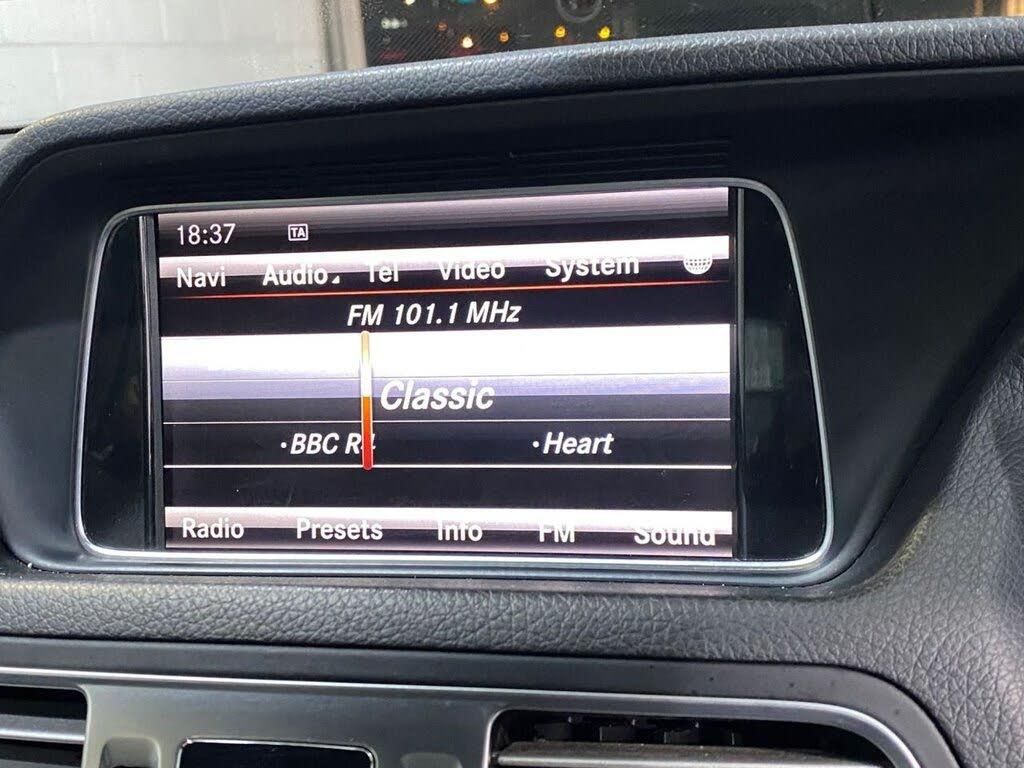 18:37 TA
Navi Audio Tel Video System
FM 101.1 MHz
Classic
·BBC R4 ·Heart
Radio Presets Info FM Sound